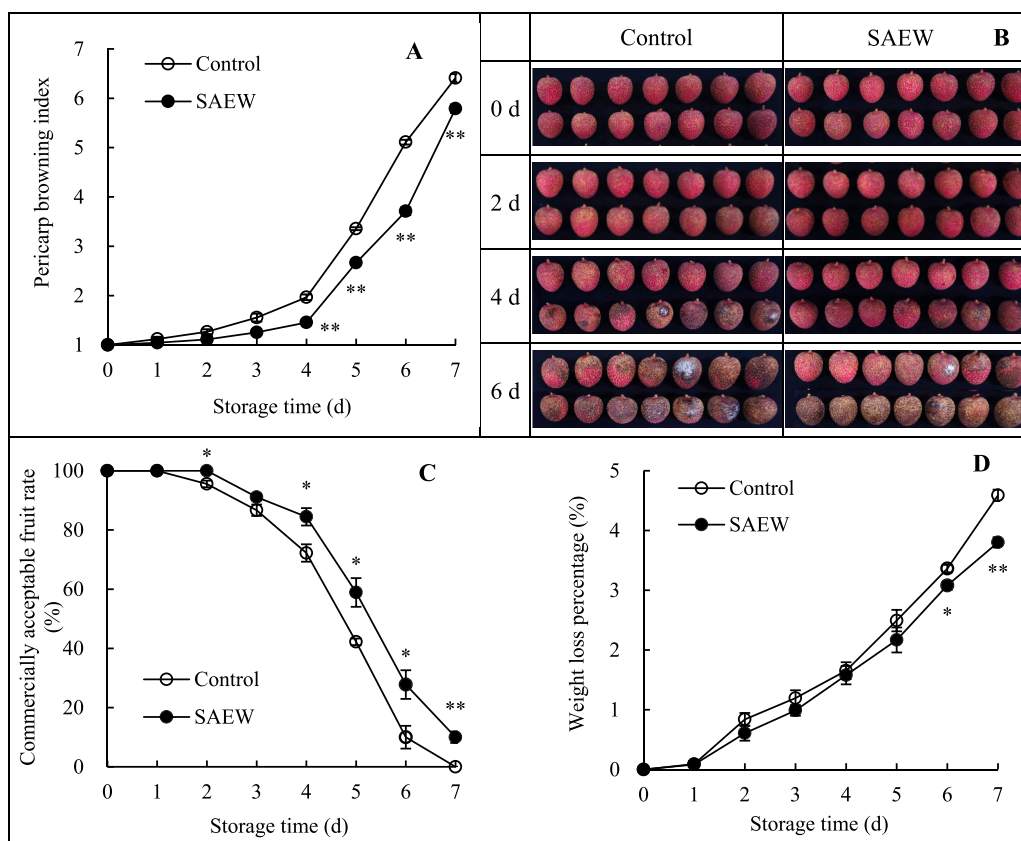 A
Control
SAEW
Pericarp browning index
7
6
5
4
3
2
1
**
**
**
**
0 1 2 3 4 5 6 7
Storage time (d)
Control SAEW B
0 d
2 d
4 d
6 d
C
Commercially acceptable fruit rate
(%)
100
80
60
40
20
0
*
*
*
*
**
Control
SAEW
0 1 2 3 4 5 6 7
Storage time (d)
D
Control
SAEW
Weight loss percentage (%)
5
4
3
2
1
0
*
**
0 1 2 3 4 5 6 7
Storage time (d)